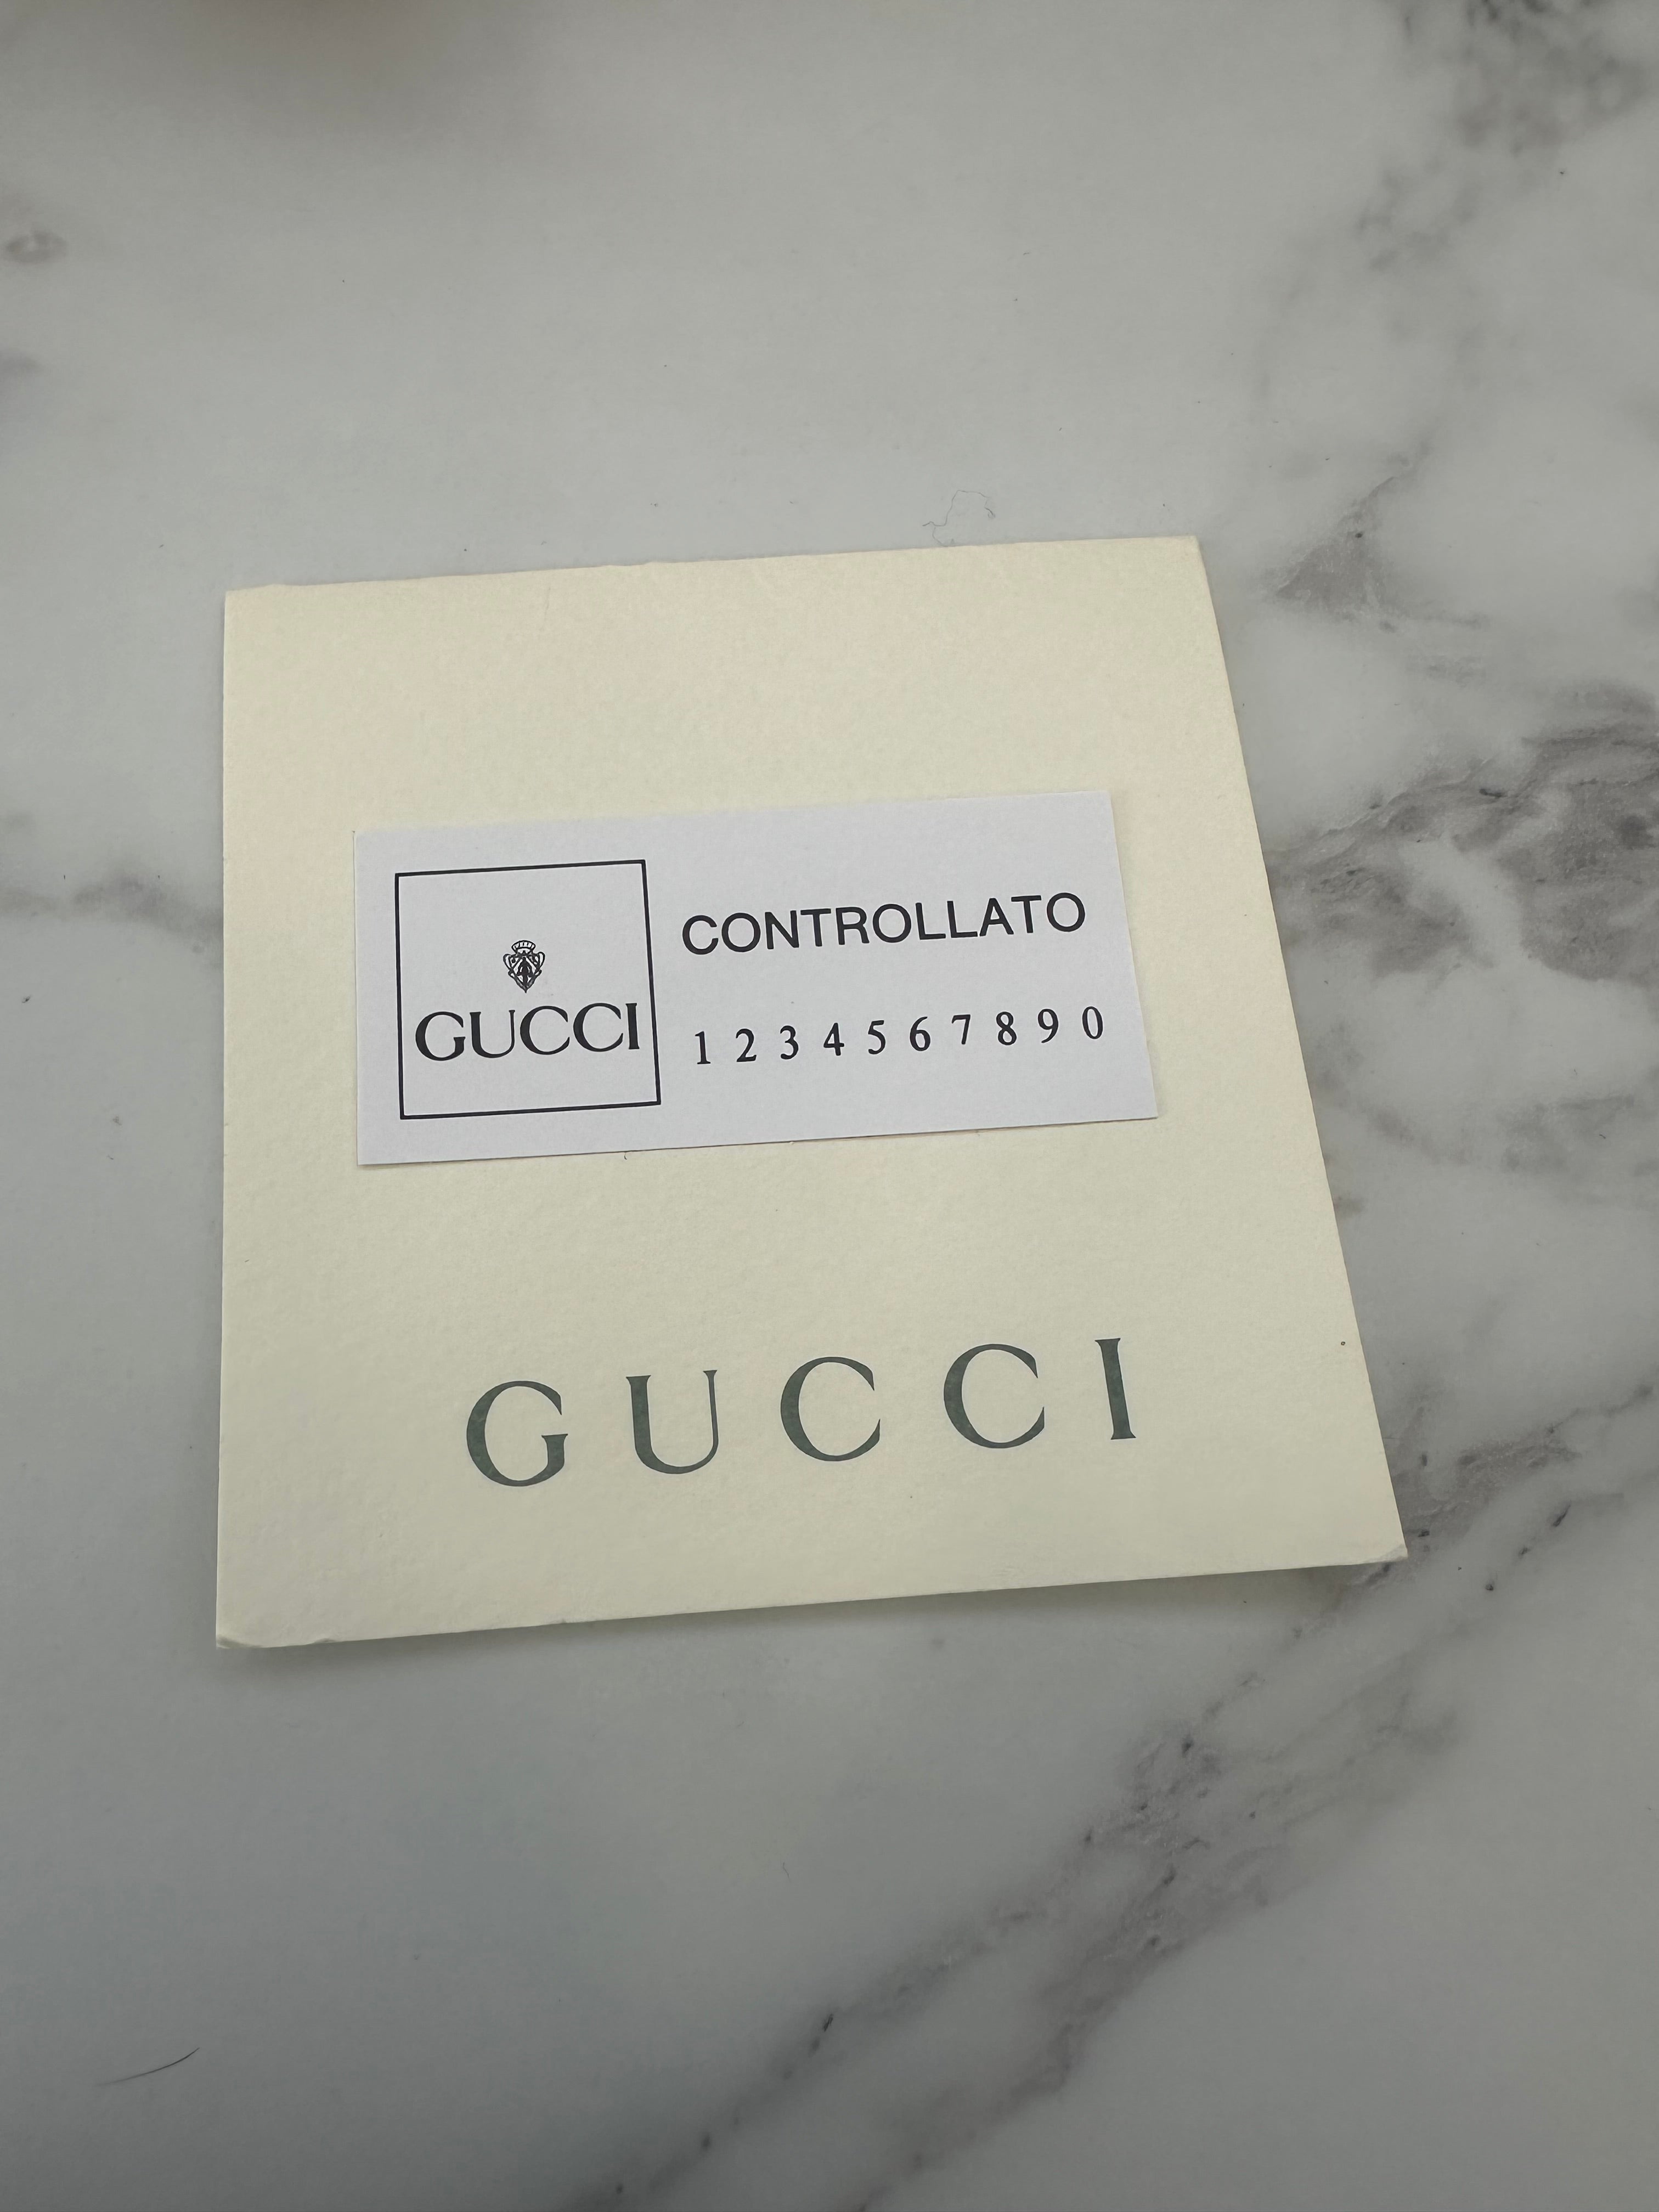 GUCCI
CONTROLLATO
1 2 3 4 5 6 7 8 9 0
GUCCI